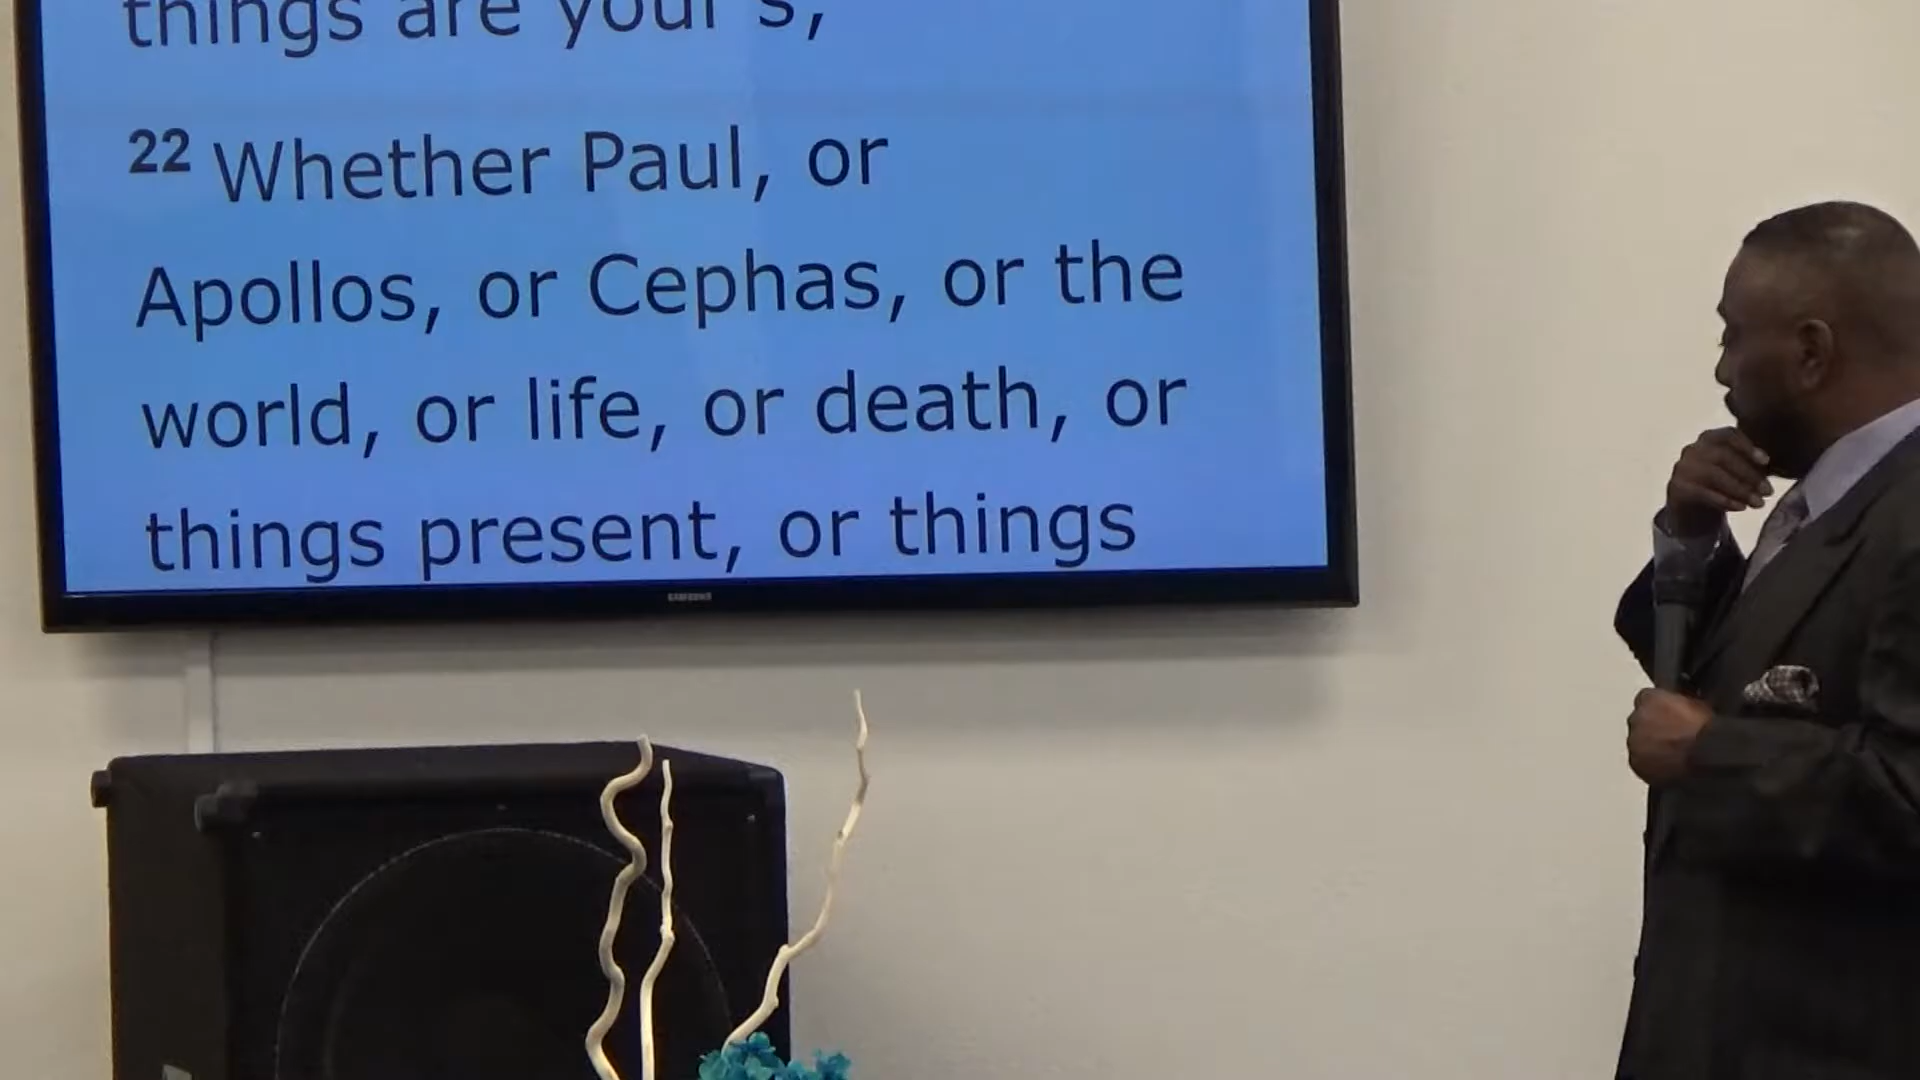 things are your's,
22 Whether Paul, or
Apollos, or Cephas, or the
world, or life, or death, or
things present, or things
SAMSUNG